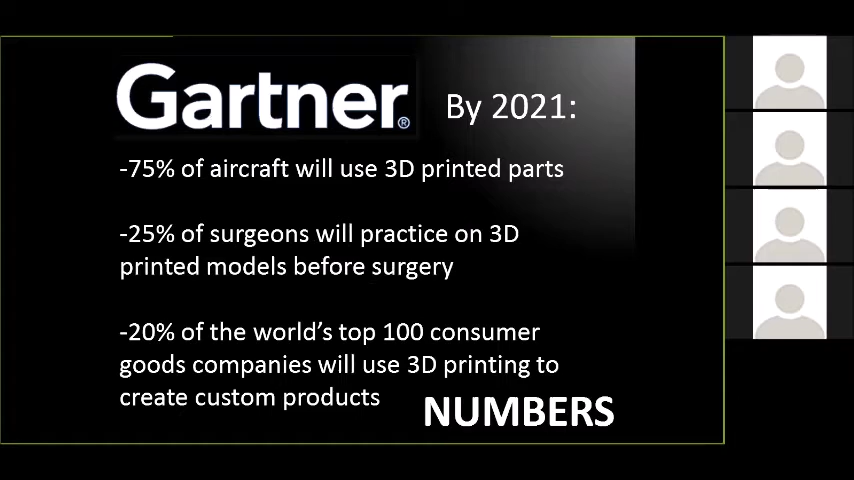 Gartner®
By 2021:
-75% of aircraft will use 3D printed parts
-25% of surgeons will practice on 3D
printed models before surgery
-20% of the world’s top 100 consumer
goods companies will use 3D printing to
create custom products
NUMBERS